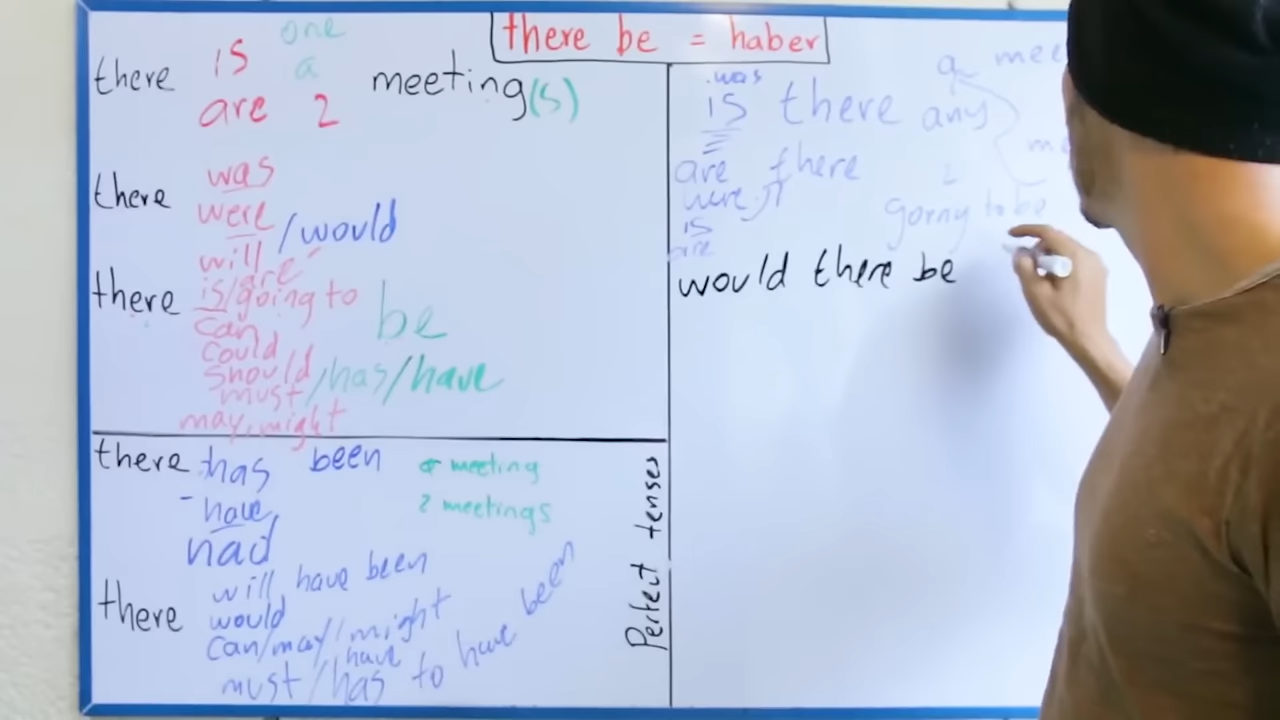 there be = haber
one
there is a meeting(s)
are 2
was
there were
will /would
are
there is/going to be
can
could
should /has/have
must
may, might
there has been a meeting
- have 2 meetings
had
will have been
there would
can/may/might
have
must/has to have been
Perfect tenses
was a
is there any
are there
were
going to be
is
are
would there be